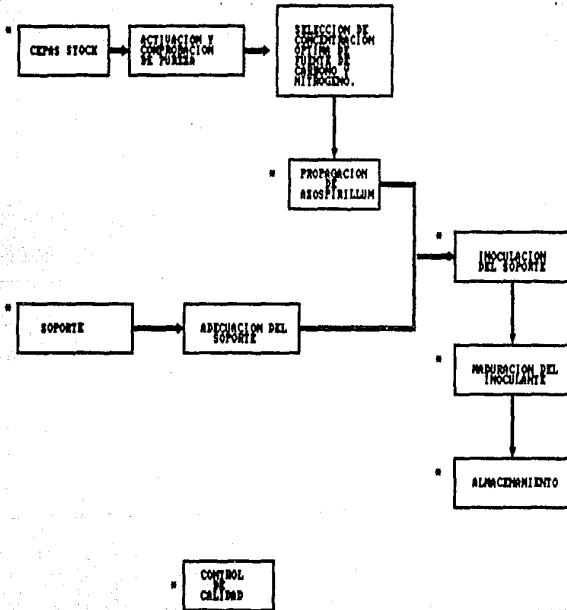 * CEPAS STOCK
ACTIVACION Y
COMPROBACION
DE PUREZA
SELECCION DE
CONCENTRACION
OPTIMA DE
FUENTE DE
CARBONO Y
NITROGENO.
* PROPAGACION
DE
AZOSPIRILLUM
* INOCULACION
DEL SOPORTE
* SOPORTE
ADECUACION DEL
SOPORTE
* MADURACION DEL
INOCULANTE
* ALMACENAMIENTO
* CONTROL
DE
CALIDAD